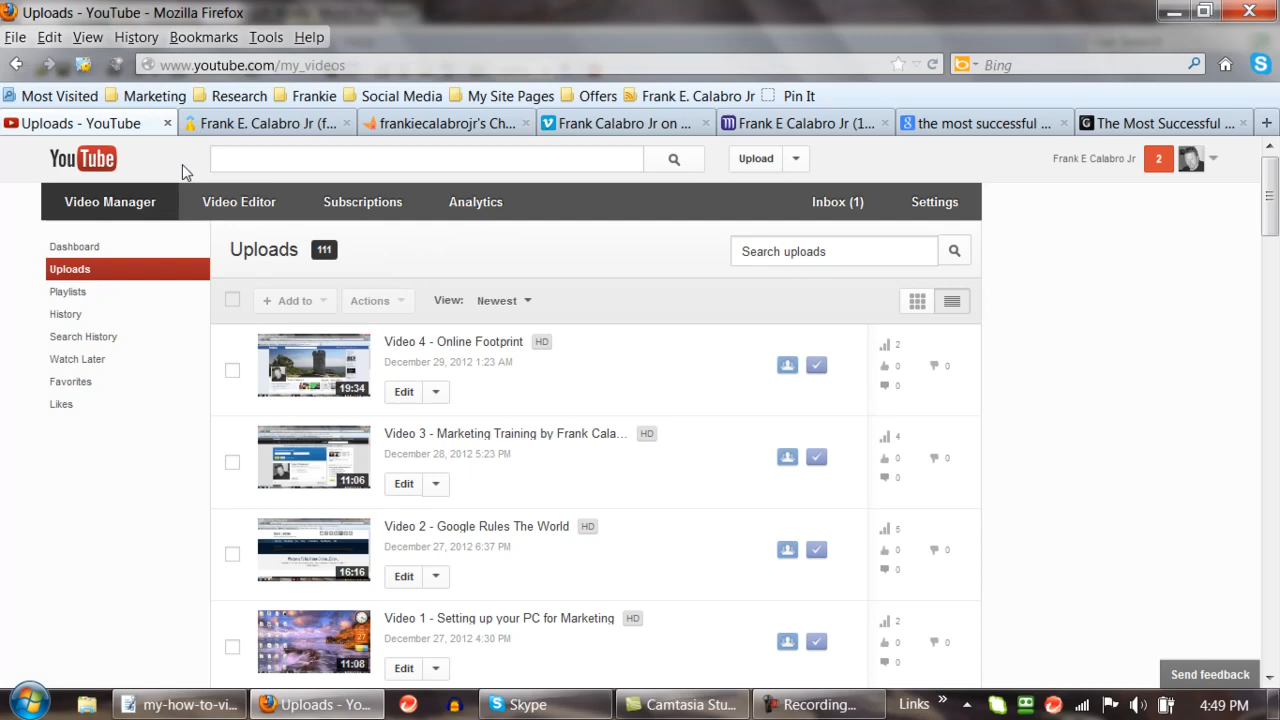 Uploads - YouTube - Mozilla Firefox
File Edit View History Bookmarks Tools Help
www.youtube.com/my_videos
Bing
Most Visited Marketing Research Frankie Social Media My Site Pages Offers Frank E. Calabro Jr Pin It
Uploads - YouTube
Frank E. Calabro Jr (f...
frankiecalabrojr's Ch...
Frank Calabro Jr on ...
Frank E Calabro Jr (1...
the most successful ...
The Most Successful ...
YouTube
Upload
Frank E Calabro Jr 2
Video Manager Video Editor Subscriptions Analytics Inbox (1) Settings
Dashboard
Uploads
Playlists
History
Search History
Watch Later
Favorites
Likes
Uploads 111
Search uploads
+ Add to Actions View: Newest
Video 4 - Online Footprint HD
December 29, 2012 1:23 AM
Edit
19:34
2
0 0
0
Video 3 - Marketing Training by Frank Cala... HD
December 28, 2012 5:23 PM
Edit
11:06
4
0 0
0
Video 2 - Google Rules The World HD
December 27, 2012 6:37 PM
Edit
16:16
5
0 0
0
Video 1 - Setting up your PC for Marketing HD
December 27, 2012 4:30 PM
Edit
11:08
2
0 0
0
Send feedback
my-how-to-vi...
Uploads - Yo...
Skype
Camtasia Stu...
Recording...
Links
4:49 PM